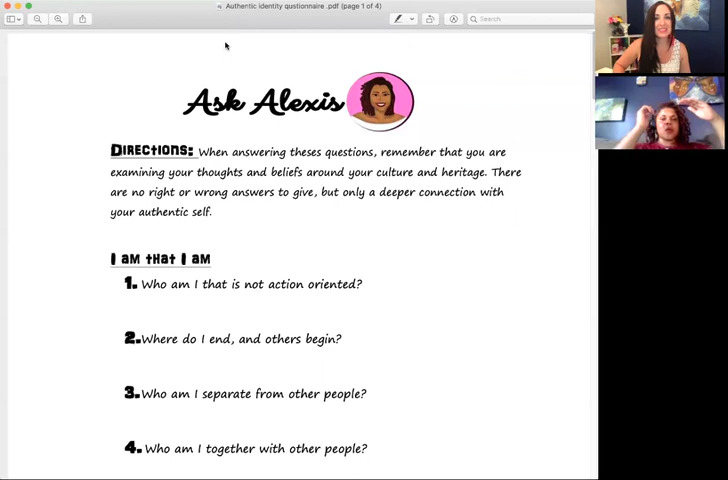 Authentic identity qustionnaire .pdf (page 1 of 4)
Search
Ask Alexis
Directions: When answering theses questions, remember that you are
examining your thoughts and beliefs around your culture and heritage. There
are no right or wrong answers to give, but only a deeper connection with
your authentic self.
I am that I am
1. Who am I that is not action oriented?
2. Where do I end, and others begin?
3. Who am I separate from other people?
4. Who am I together with other people?